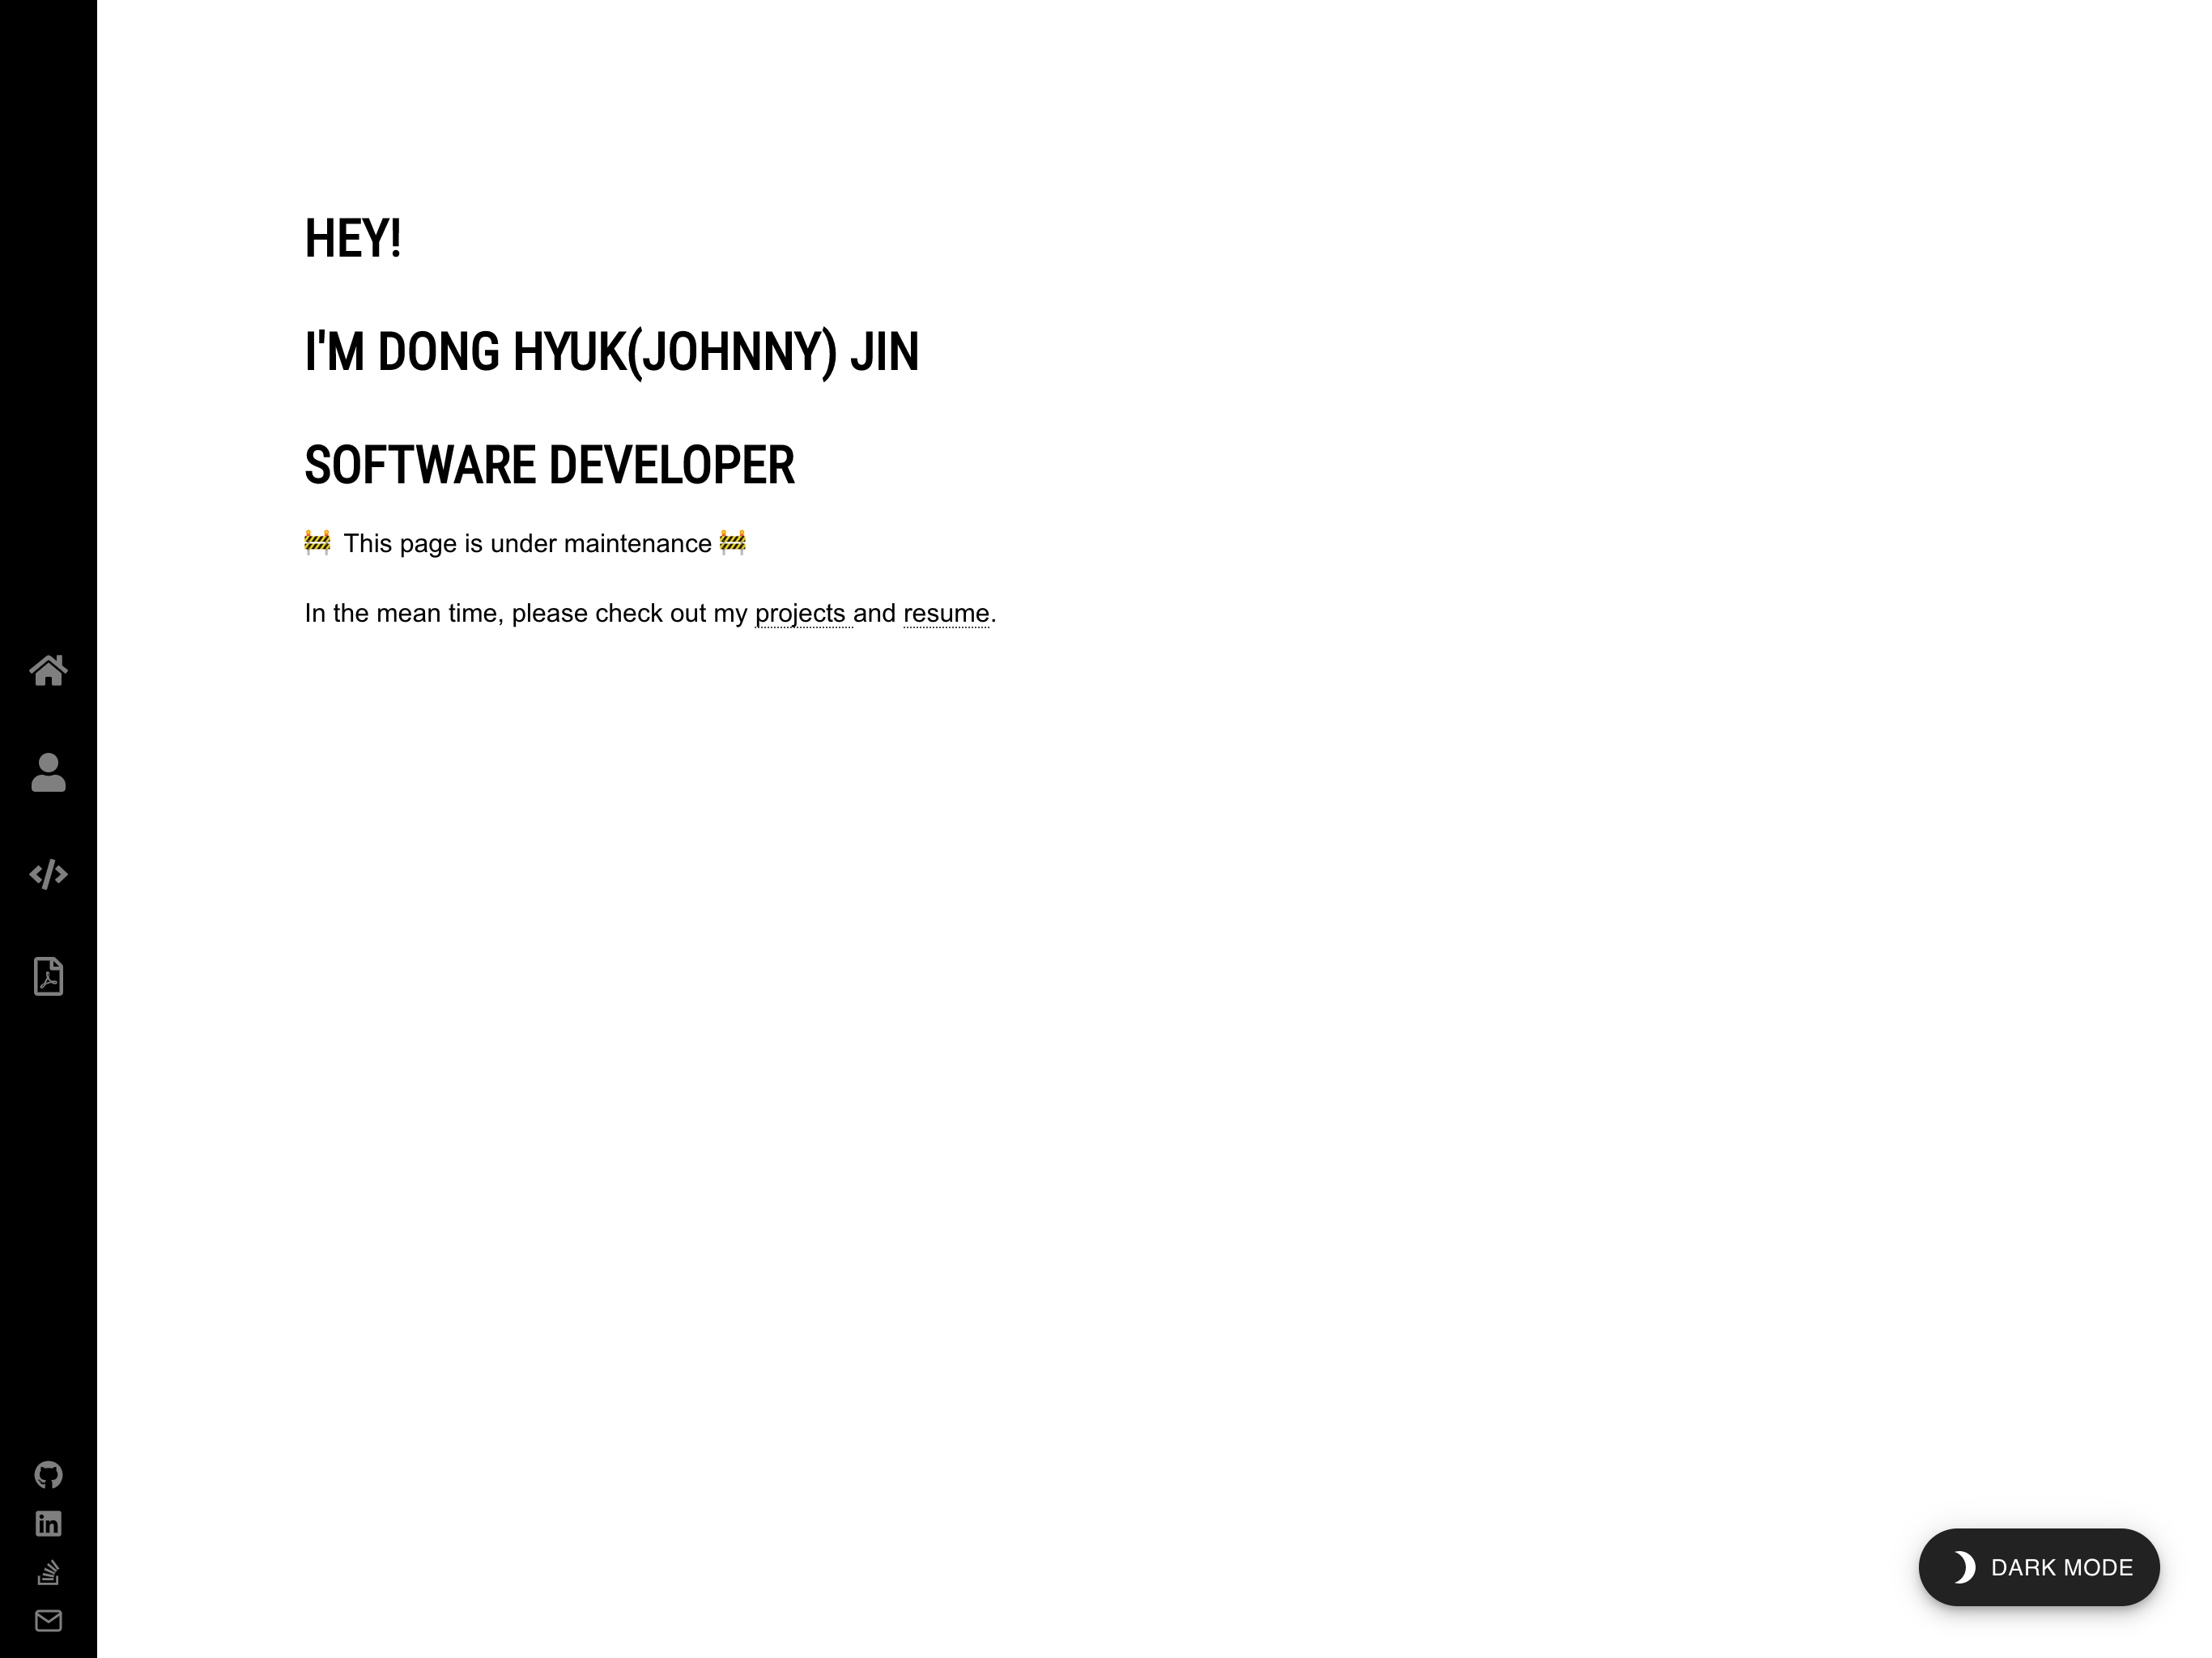 HEY!
I'M DONG HYUK(JOHNNY) JIN
SOFTWARE DEVELOPER
🚧 This page is under maintenance 🚧
In the mean time, please check out my projects and resume.
DARK MODE